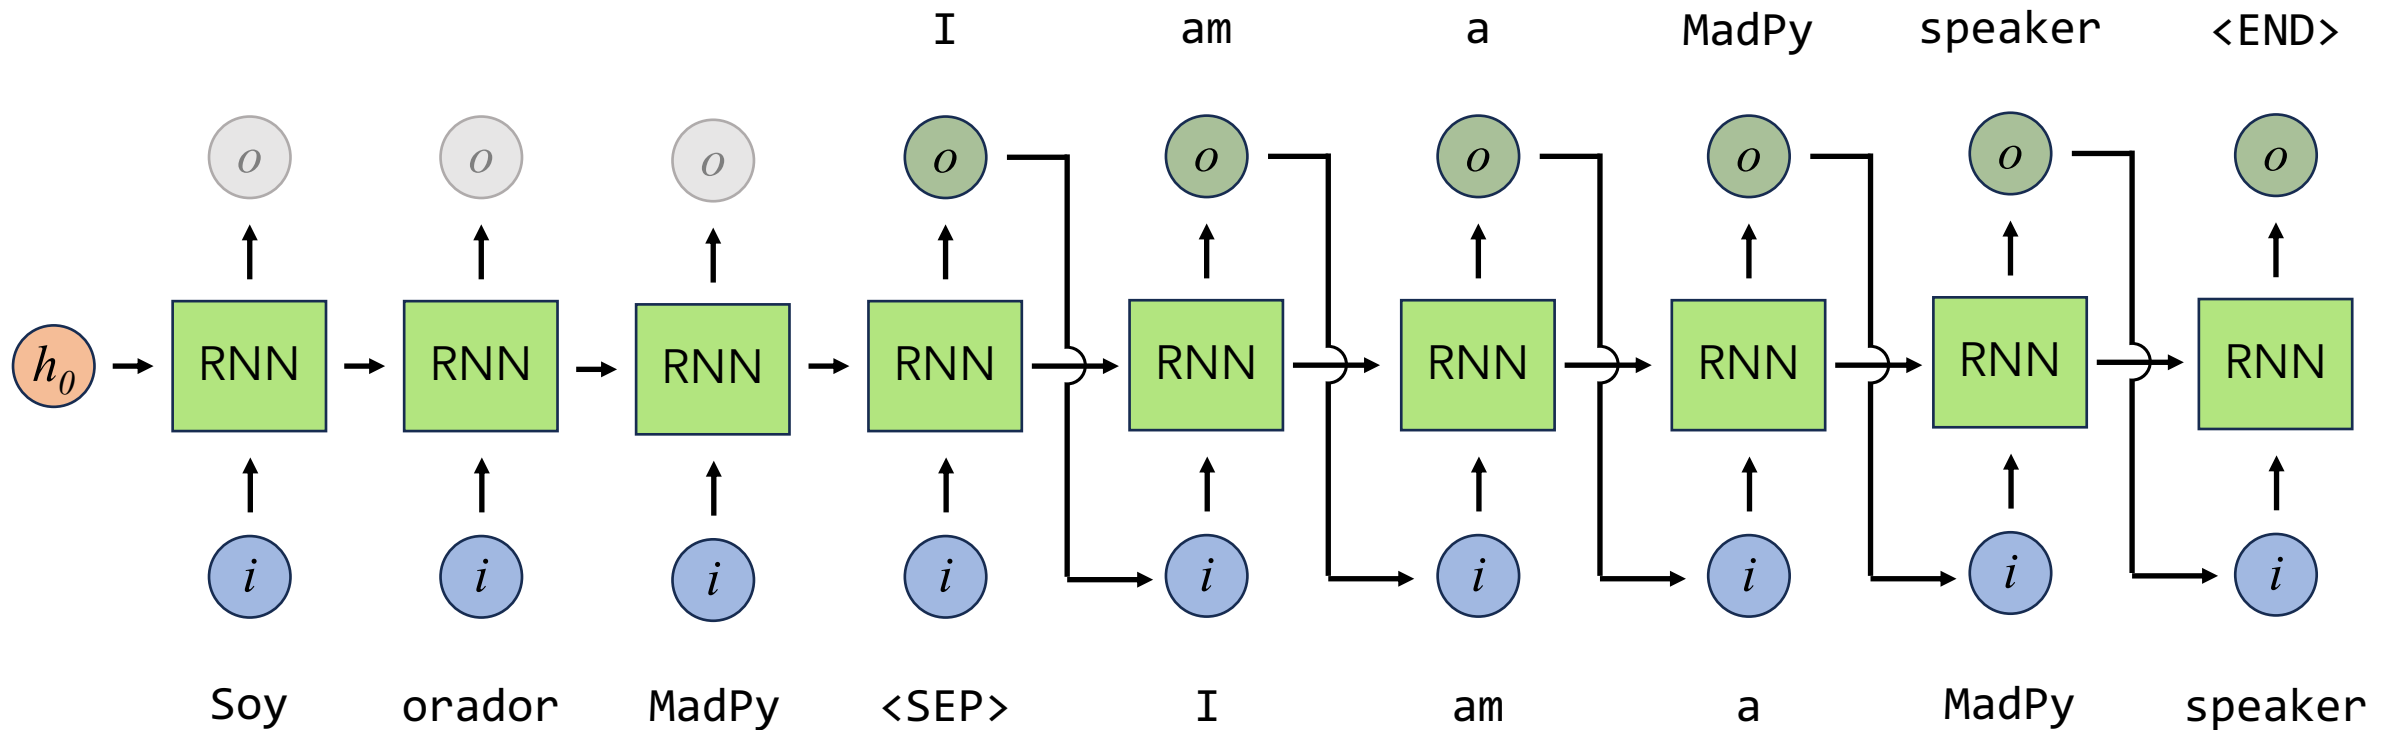 I am a MadPy speaker <END>
o o o o o o o o o
h0 RNN RNN RNN RNN RNN RNN RNN RNN RNN
i i i i i i i i i
Soy orador MadPy <SEP> I am a MadPy speaker